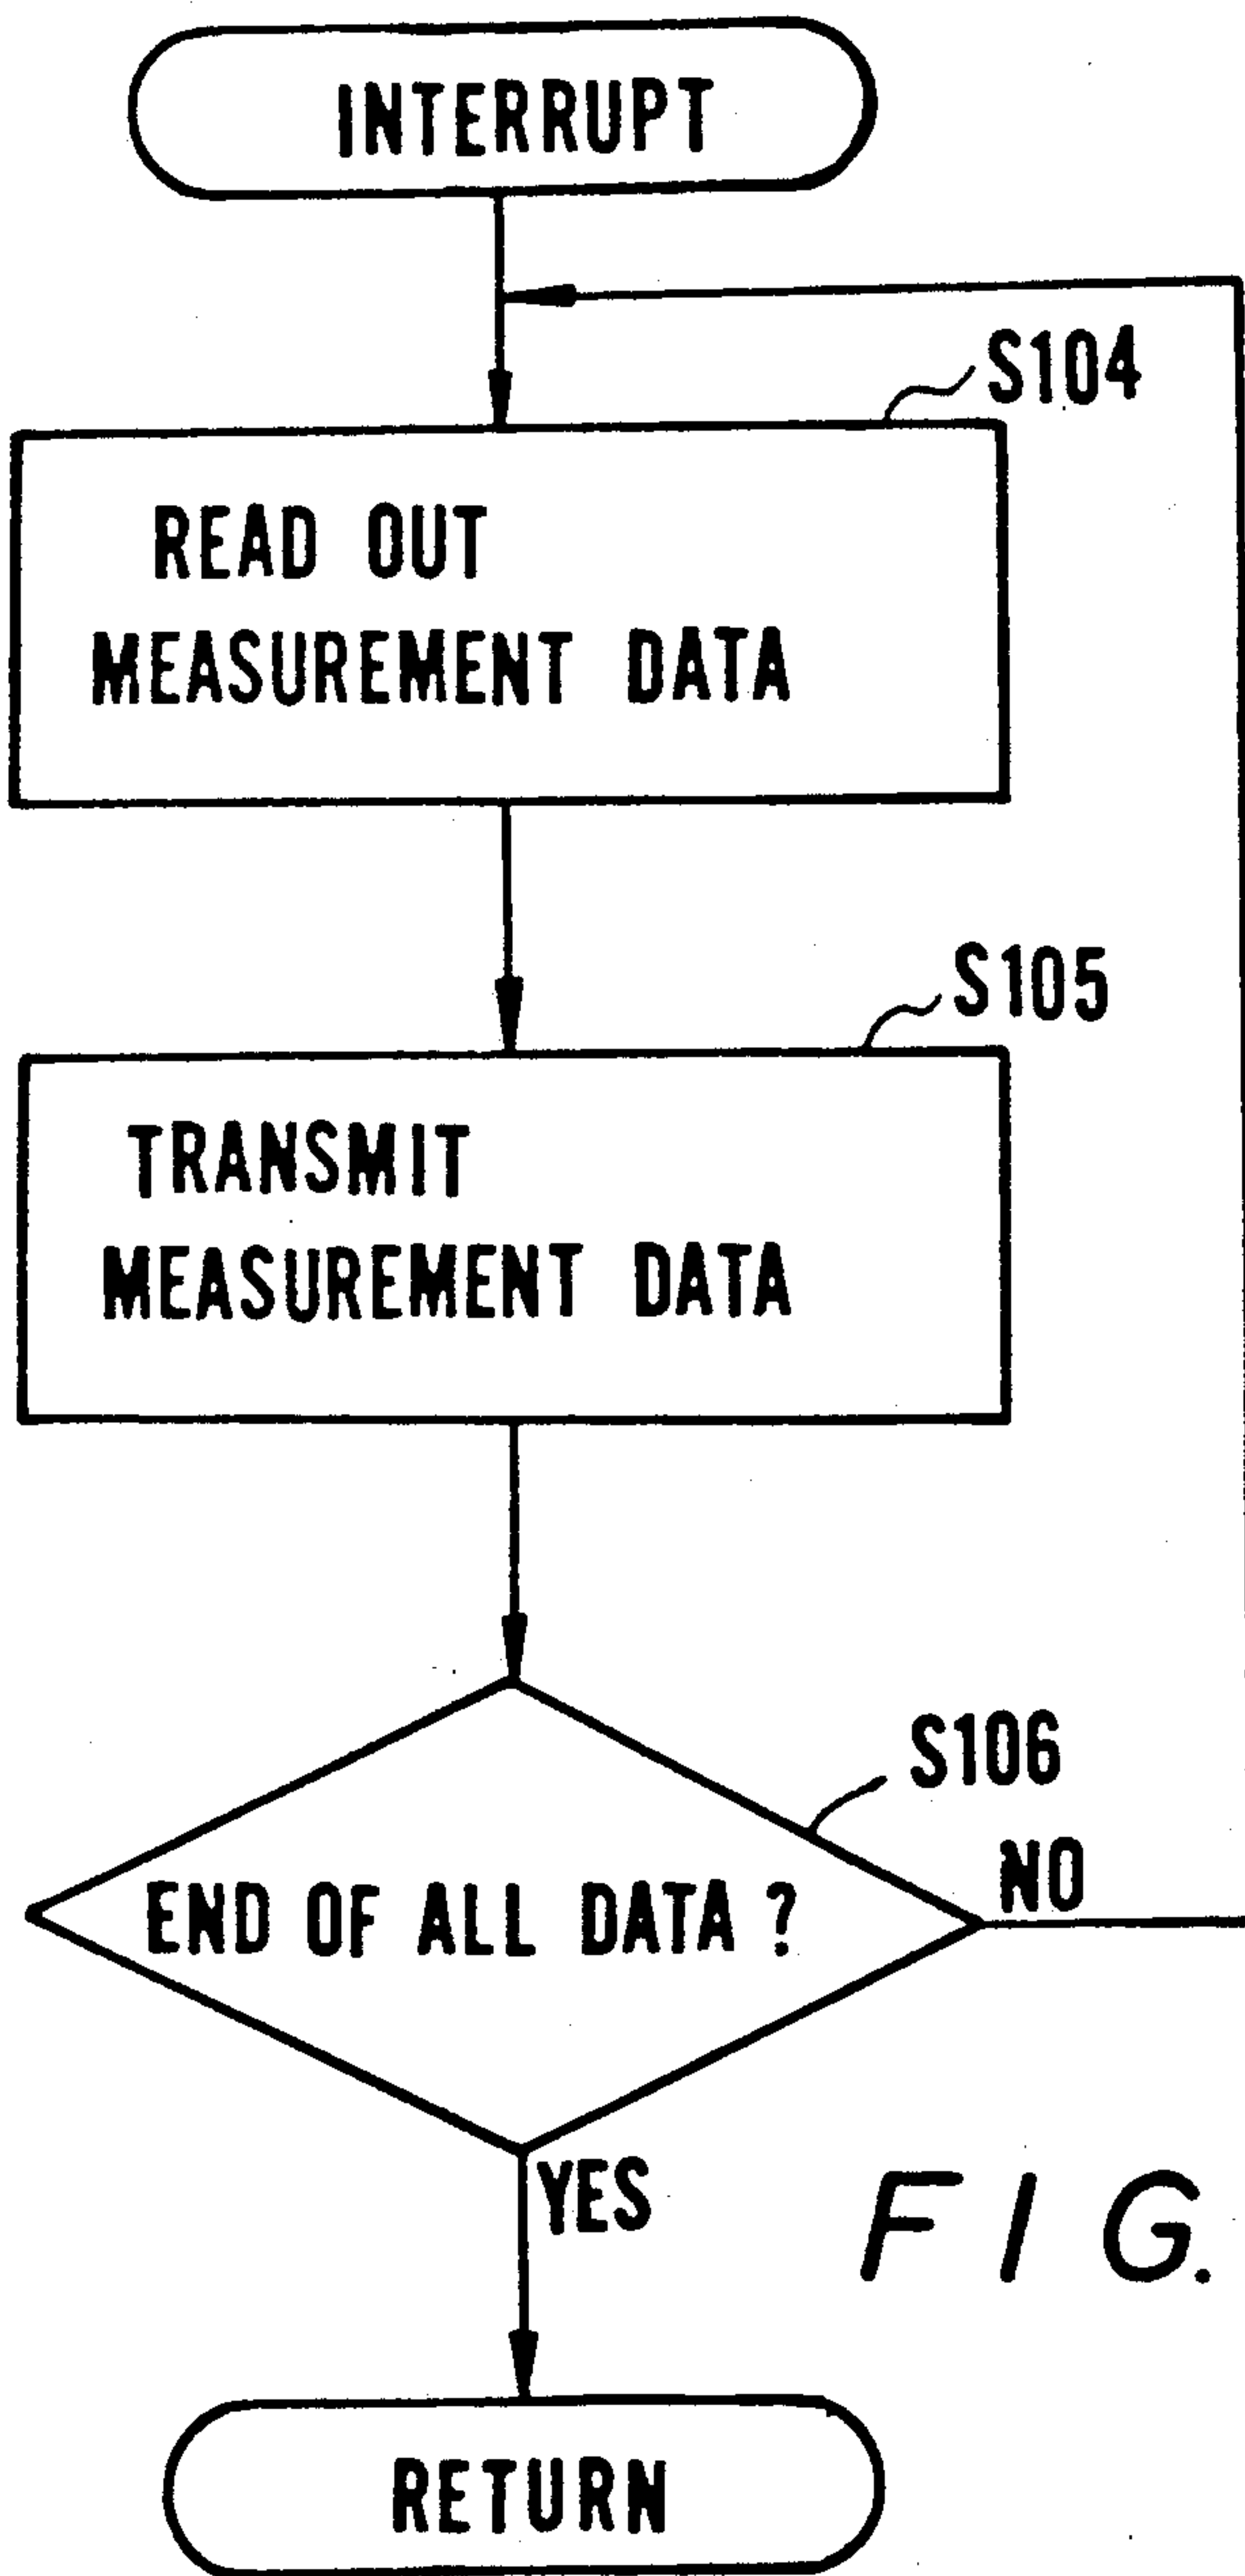 INTERRUPT
S104
READ OUT
MEASUREMENT DATA
S105
TRANSMIT
MEASUREMENT DATA
S106
END OF ALL DATA ?
NO
YES
FIG.
RETURN